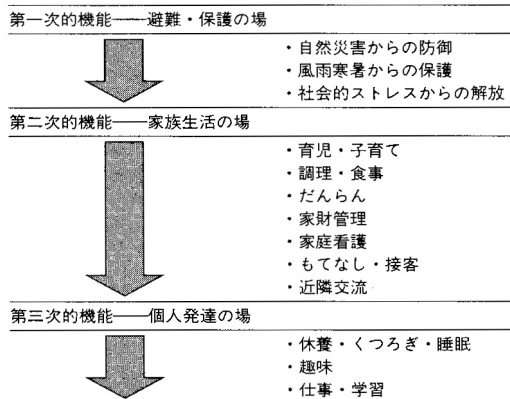 第一次的機能——避難・保護の場
・自然災害からの防御
・風雨寒暑からの保護
・社会的ストレスからの解放
第二次的機能——家族生活の場
・育児・子育て
・調理・食事
・だんらん
・家財管理
・家庭看護
・もてなし・接客
・近隣交流
第三次的機能——個人発達の場
・休養・くつろぎ・睡眠
・趣味
・仕事・学習